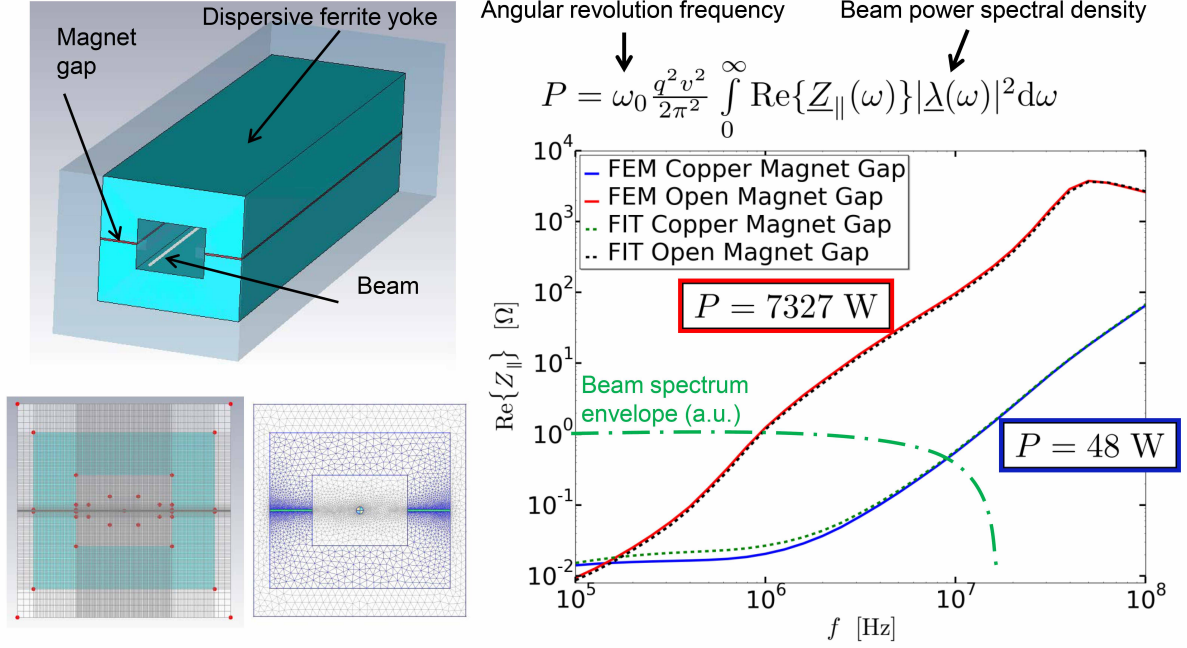 Dispersive ferrite yoke
Magnet
gap
Beam
Angular revolution frequency
Beam power spectral density
P = ω₀ q²v²/2π² ∫₀^∞ Re{Z̲∥(ω)}|λ̲(ω)|²dω
FEM Copper Magnet Gap
FEM Open Magnet Gap
FIT Copper Magnet Gap
FIT Open Magnet Gap
P = 7327 W
Beam spectrum
envelope (a.u.)
P = 48 W
Re{Z∥} [Ω]
10⁴
10³
10²
10¹
10⁰
10⁻¹
10⁻²
10⁵ 10⁶ 10⁷ 10⁸
f [Hz]